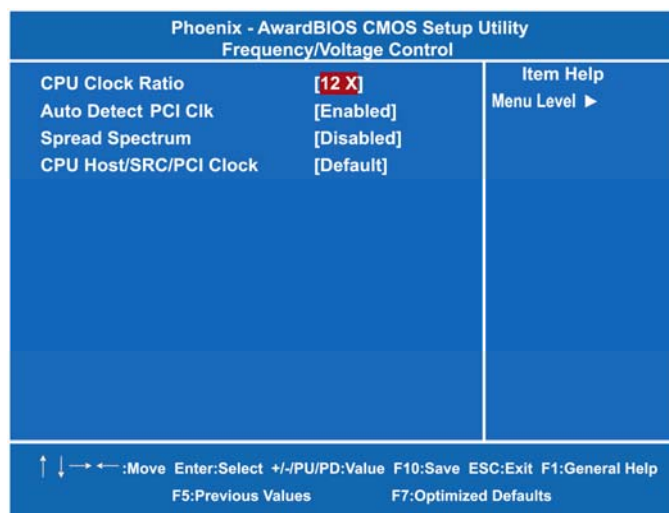 Phoenix - AwardBIOS CMOS Setup Utility
Frequency/Voltage Control
CPU Clock Ratio [12 X]
Auto Detect PCI Clk [Enabled]
Spread Spectrum [Disabled]
CPU Host/SRC/PCI Clock [Default]
Item Help
Menu Level ►
↑ ↓ → ← :Move Enter:Select +/-/PU/PD:Value F10:Save ESC:Exit F1:General Help
F5:Previous Values F7:Optimized Defaults